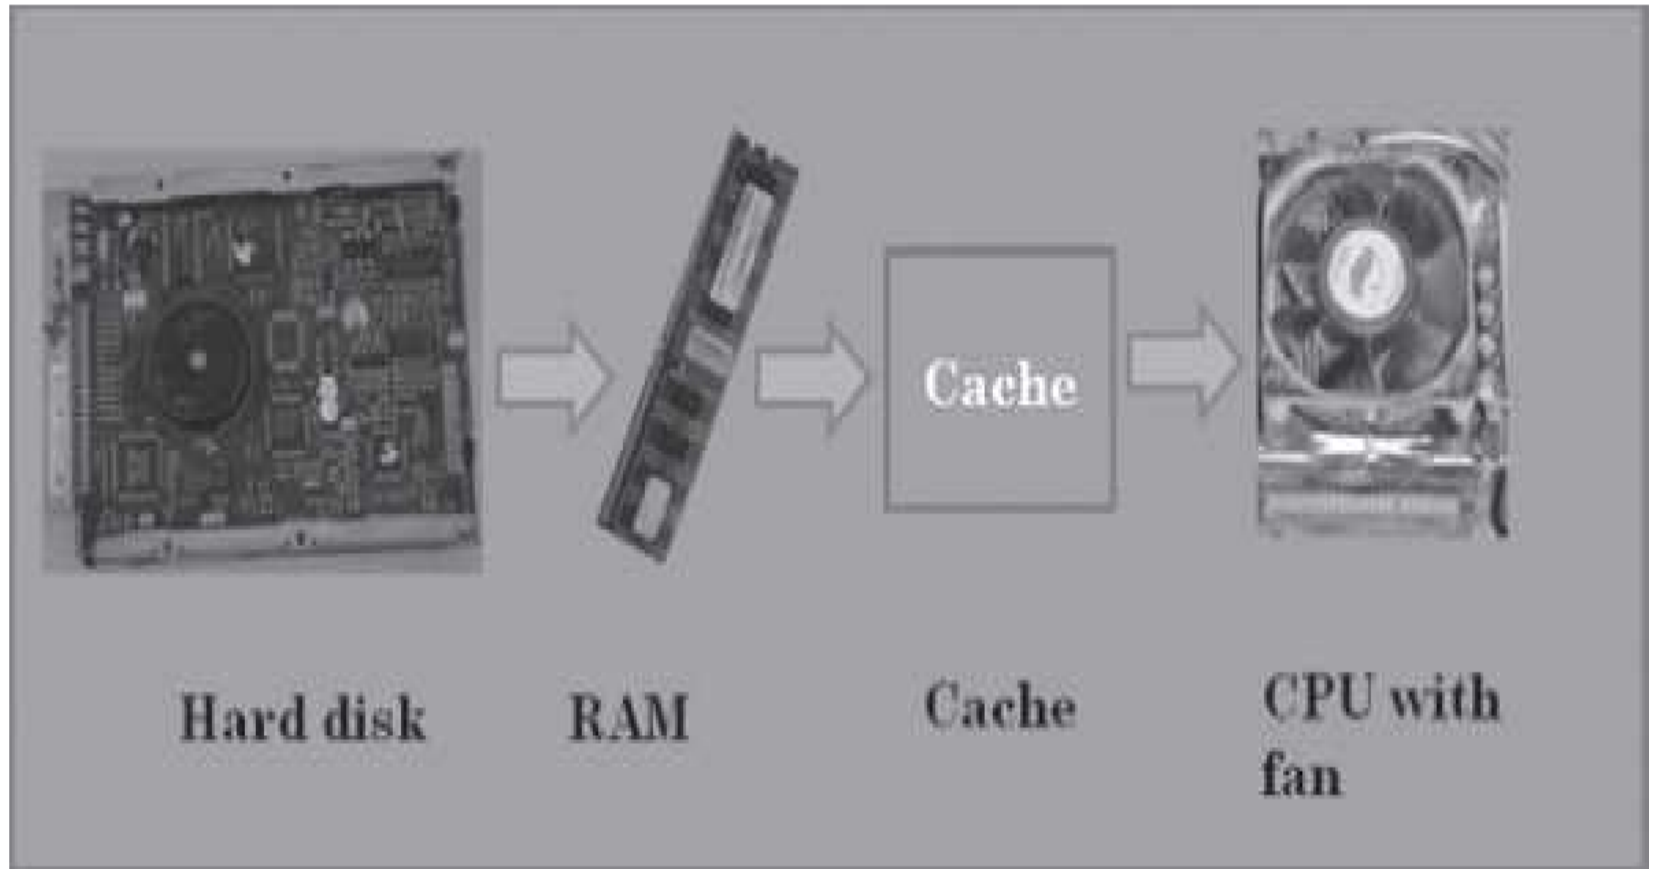 Cache
Hard disk
RAM
Cache
CPU with
fan